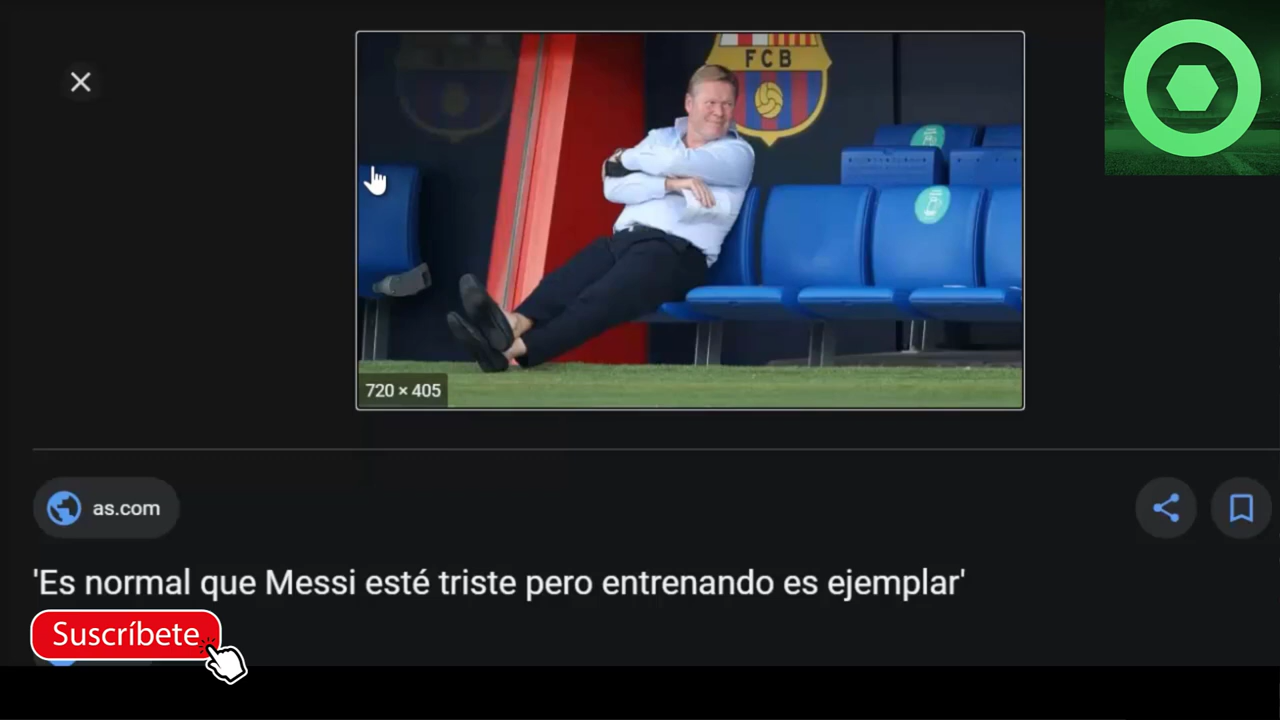 FCB
720 × 405
as.com
'Es normal que Messi esté triste pero entrenando es ejemplar'
Suscríbete